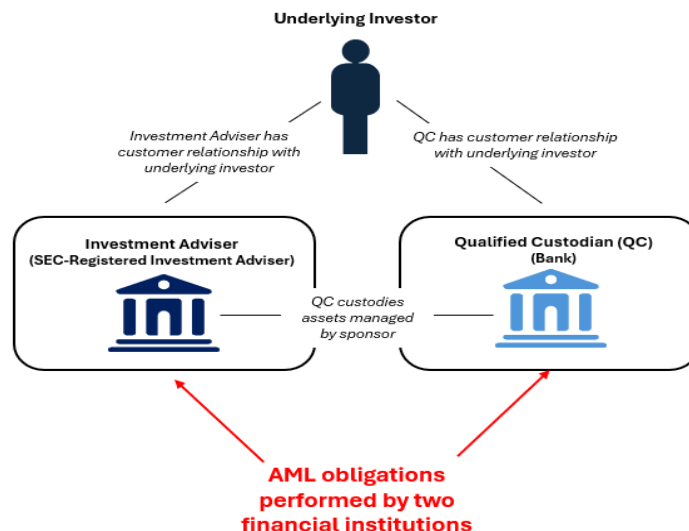 Underlying Investor
Investment Adviser has
customer relationship with
underlying investor
QC has customer relationship
with underlying investor
Investment Adviser
(SEC-Registered Investment Adviser)
Qualified Custodian (QC)
(Bank)
QC custodies
assets managed
by sponsor
AML obligations
performed by two
financial institutions